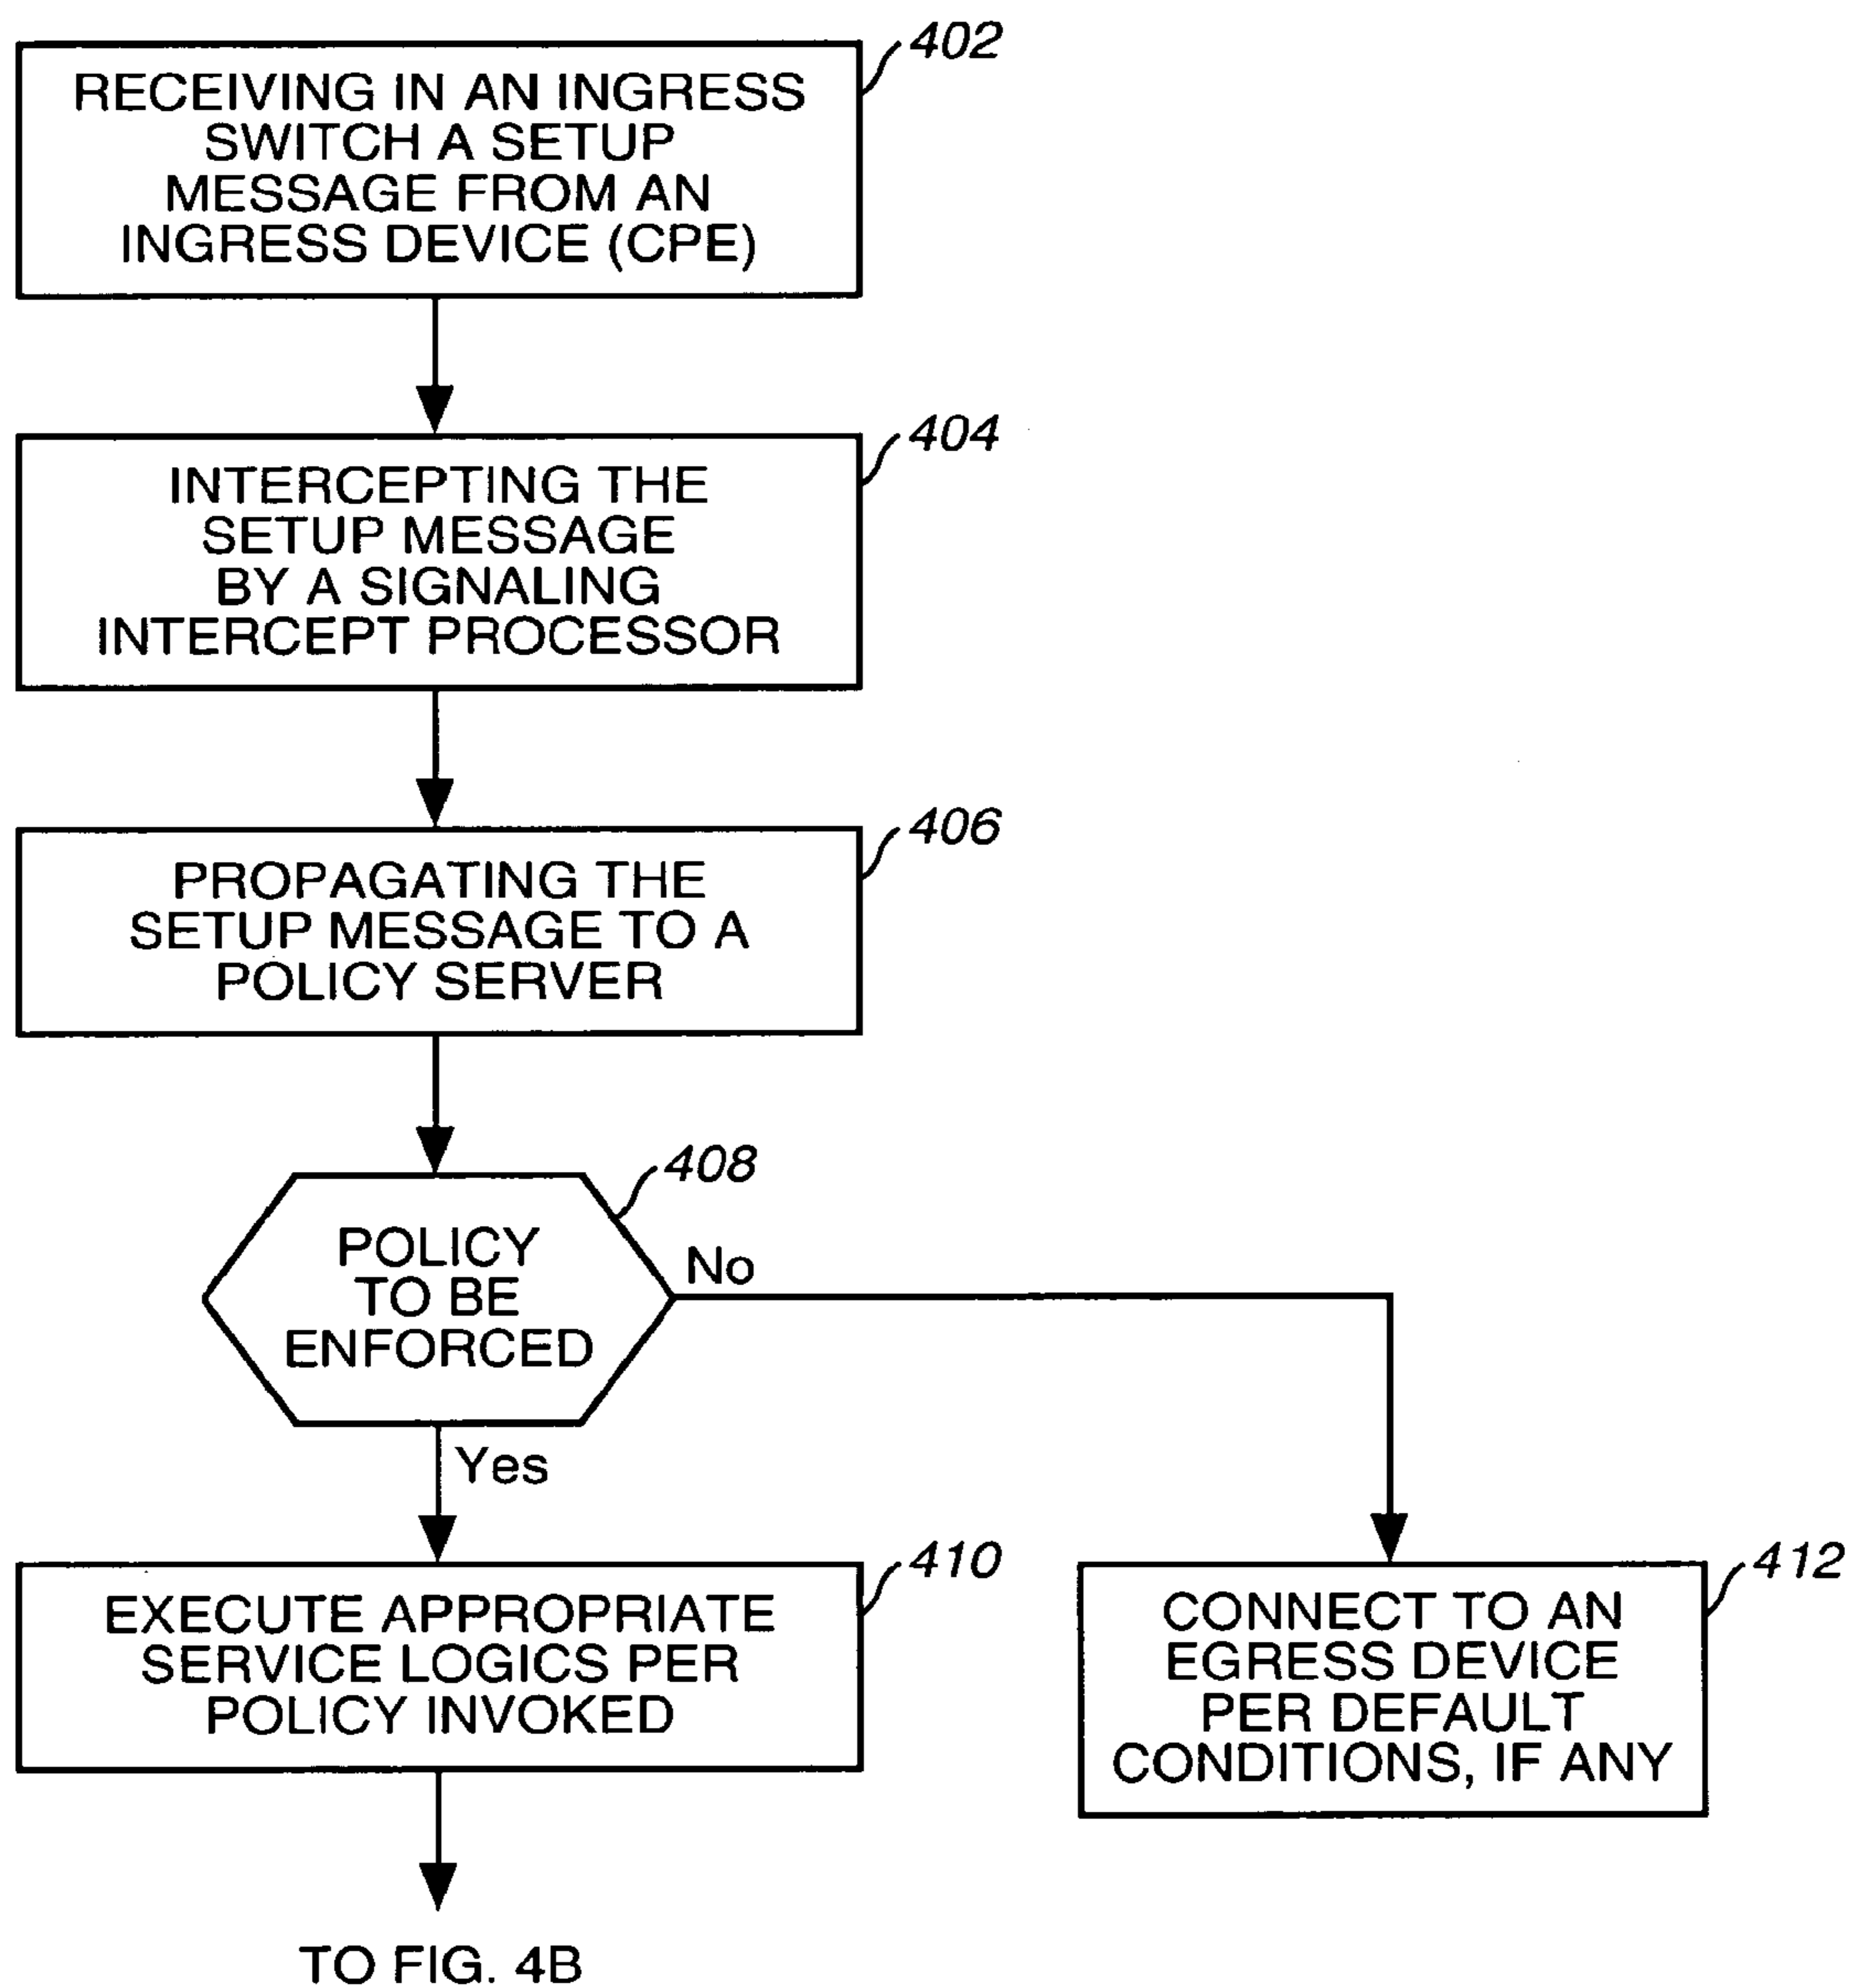 402
RECEIVING IN AN INGRESS
SWITCH A SETUP
MESSAGE FROM AN
INGRESS DEVICE (CPE)
404
INTERCEPTING THE
SETUP MESSAGE
BY A SIGNALING
INTERCEPT PROCESSOR
406
PROPAGATING THE
SETUP MESSAGE TO A
POLICY SERVER
408
POLICY
TO BE
ENFORCED
No
Yes
410
EXECUTE APPROPRIATE
SERVICE LOGICS PER
POLICY INVOKED
412
CONNECT TO AN
EGRESS DEVICE
PER DEFAULT
CONDITIONS, IF ANY
TO FIG. 4B